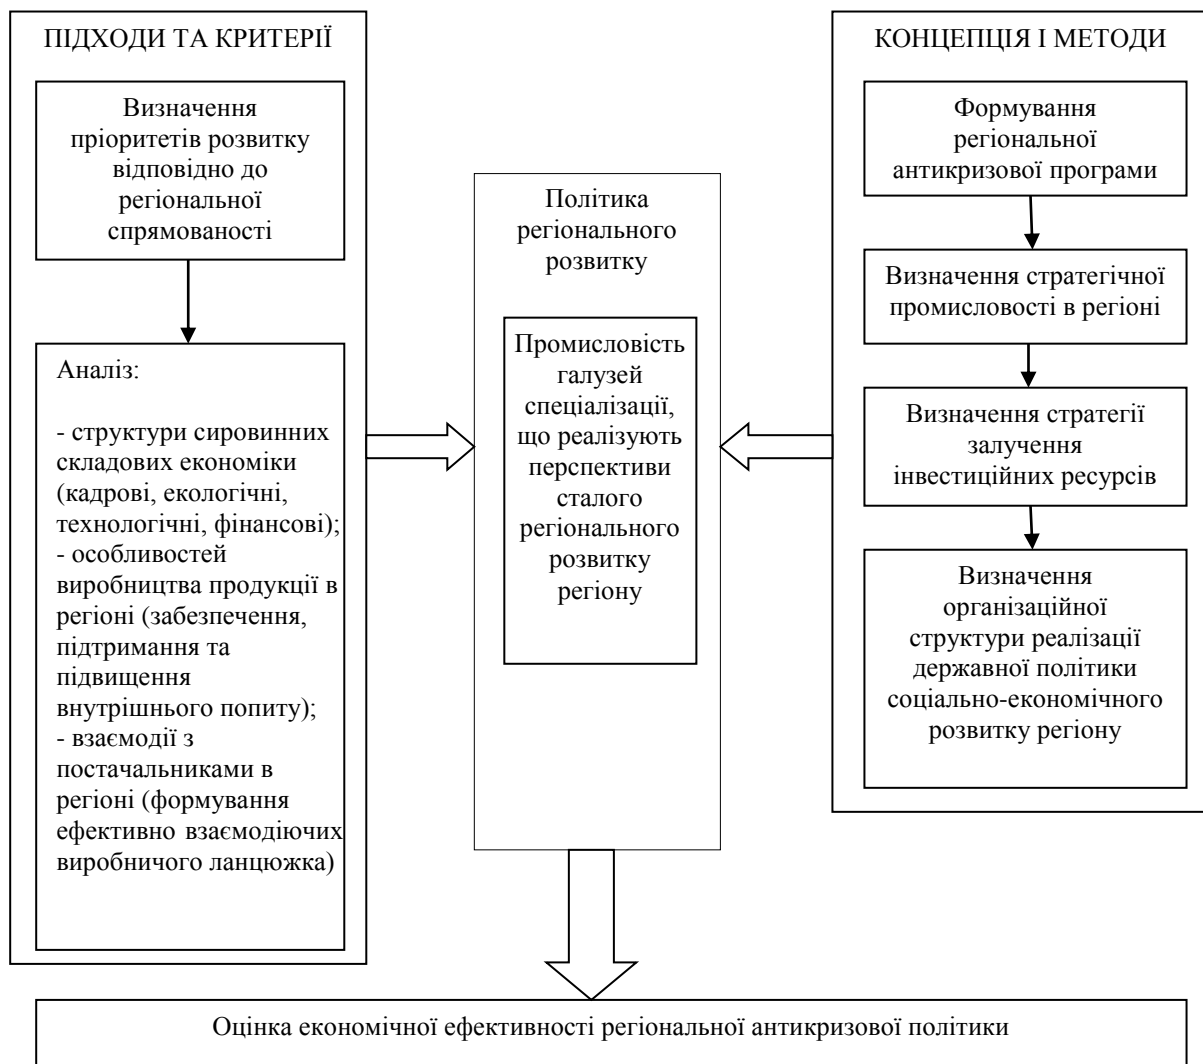 ПІДХОДИ ТА КРИТЕРІЇ
Визначення
пріоритетів розвитку
відповідно до
регіональної
спрямованості
Аналіз:
- структури сировинних
складових економіки
(кадрові, екологічні,
технологічні, фінансові);
- особливостей
виробництва продукції в
регіоні (забезпечення,
підтримання та
підвищення
внутрішнього попиту);
- взаємодії з
постачальниками в
регіоні (формування
ефективно взаємодіючих
виробничого ланцюжка)
Політика
регіонального
розвитку
Промисловість
галузей
спеціалізації,
що реалізують
перспективи
сталого
регіонального
розвитку
регіону
КОНЦЕПЦІЯ І МЕТОДИ
Формування
регіональної
антикризової програми
Визначення стратегічної
промисловості в регіоні
Визначення стратегії
залучення
інвестиційних ресурсів
Визначення
організаційної
структури реалізації
державної політики
соціально-економічного
розвитку регіону
Оцінка економічної ефективності регіональної антикризової політики